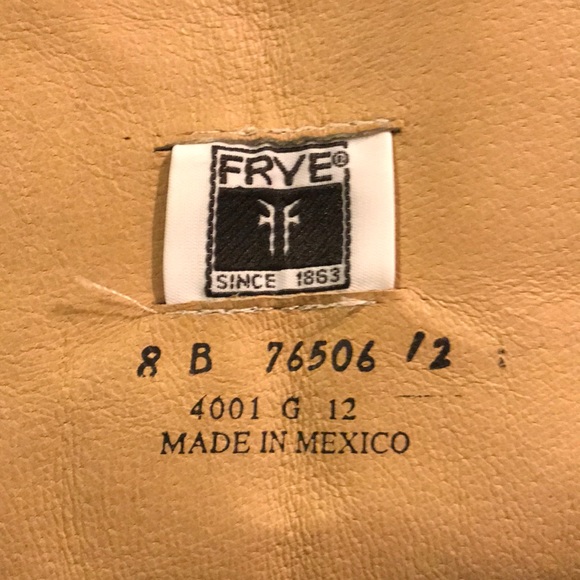 FRYE®
SINCE 1863
8 B 76506 12
4001 G 12
MADE IN MEXICO